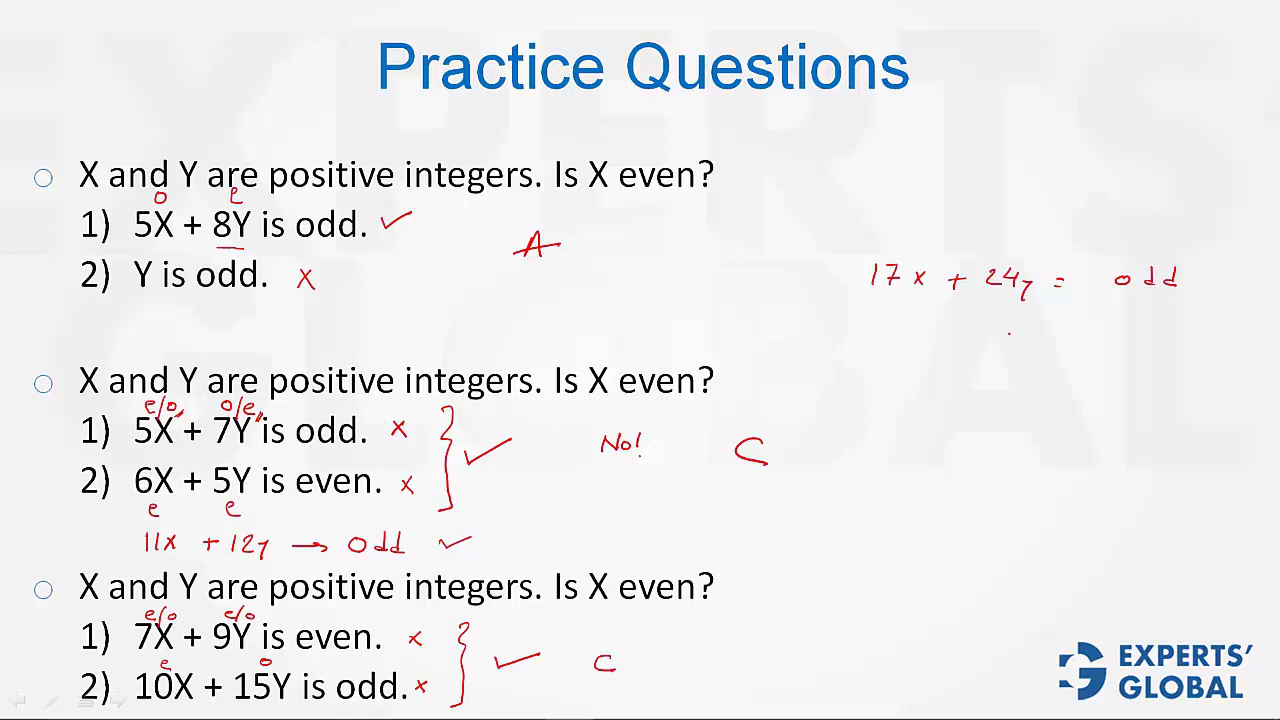 Practice Questions
X and Y are positive integers. Is X even?
o e
1) 5X + 8Y is odd. ✓
A
2) Y is odd. x
17x + 24y = odd
X and Y are positive integers. Is X even?
e/o, o/e,
1) 5X + 7Y is odd. x
✓ No! C
2) 6X + 5Y is even. x
e e
11x + 12y → odd ✓
X and Y are positive integers. Is X even?
e/o e/o
1) 7X + 9Y is even. x
✓ C
e o
2) 10X + 15Y is odd. x
EXPERTS’
GLOBAL